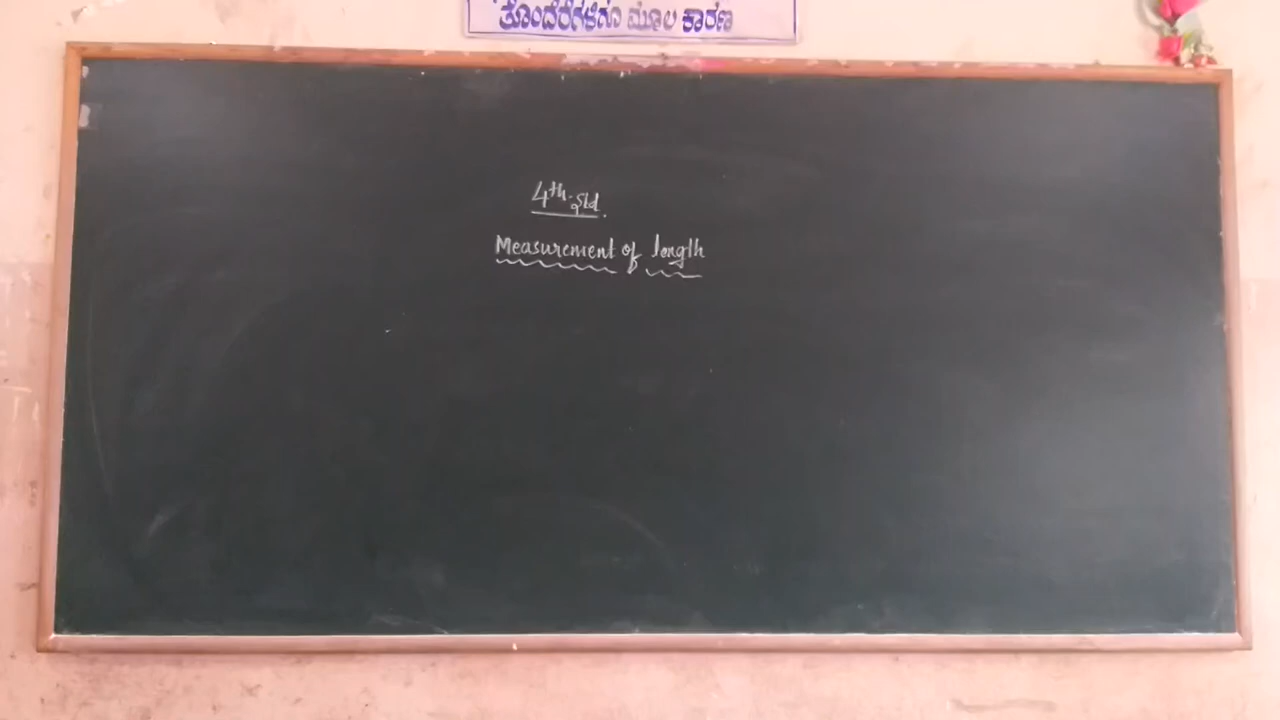 ತೊಂದರೆಗಳಿಗೂ ಮೂಲ ಕಾರಣ
4th. Std.
Measurement of length